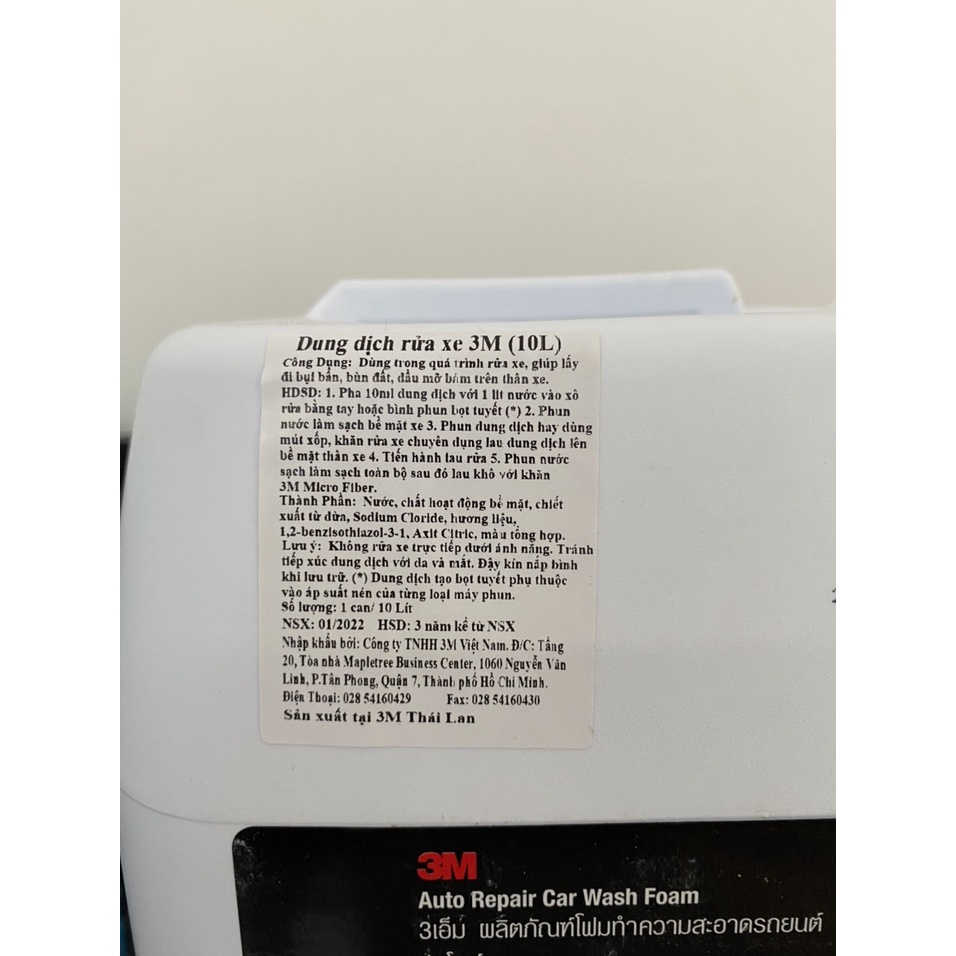 Dung dịch rửa xe 3M (10L)
Công Dụng: Dùng trong quá trình rửa xe, giúp lấy
đi bụi bẩn, bùn đất, dầu mỡ bám trên thân xe.
HDSD: 1. Pha 10ml dung dịch với 1 lít nước vào xô
rửa bằng tay hoặc bình phun bọt tuyết (*) 2. Phun
nước làm sạch bề mặt xe 3. Phun dung dịch hay dùng
mút xốp, khăn rửa xe chuyên dụng lau dung dịch lên
bề mặt thân xe 4. Tiến hành lau rửa 5. Phun nước
sạch làm sạch toàn bộ sau đó lau khô với khăn
3M Micro Fiber.
Thành Phần: Nước, chất hoạt động bề mặt, chiết
xuất từ dừa, Sodium Cloride, hương liệu,
1,2-benzisothiazol-3-1, Axit Citric, màu tổng hợp.
Lưu ý: Không rửa xe trực tiếp dưới ánh nắng. Tránh
tiếp xúc dung dịch với da và mắt. Đậy kín nắp bình
khi lưu trữ. (*) Dung dịch tạo bọt tuyết phụ thuộc
vào áp suất nén của từng loại máy phun.
Số lượng: 1 can/ 10 Lít
NSX: 01/2022 HSD: 3 năm kể từ NSX
Nhập khẩu bởi: Công ty TNHH 3M Việt Nam. Đ/C: Tầng
20, Tòa nhà Mapletree Business Center, 1060 Nguyễn Văn
Linh, P.Tân Phong, Quận 7, Thành phố Hồ Chí Minh.
Điện Thoại: 028 54160429 Fax: 028 54160430
Sản xuất tại 3M Thái Lan
3M
Auto Repair Car Wash Foam
3เอ็ม ผลิตภัณฑ์โฟมทำความสะอาดรถยนต์